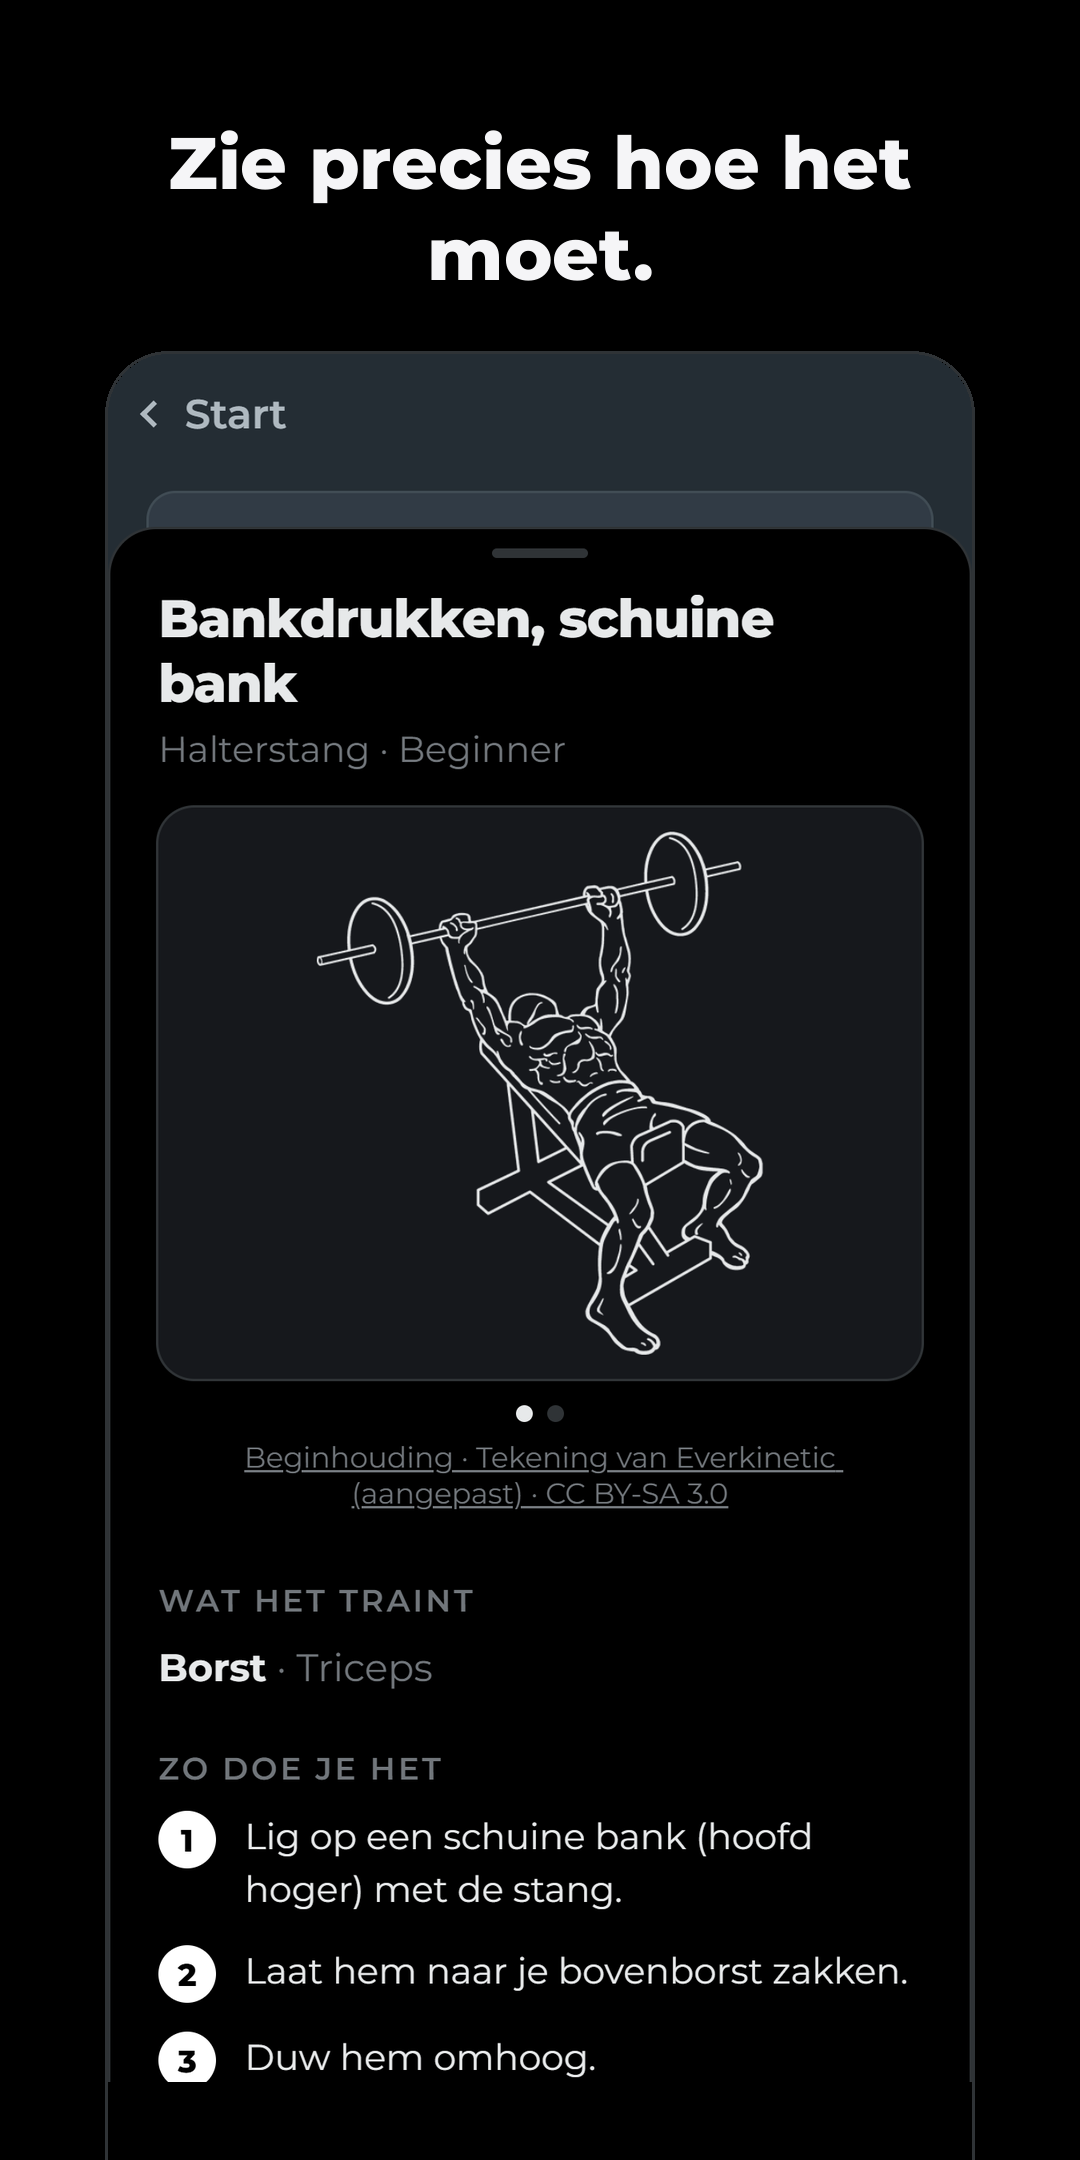 Zie precies hoe het
moet.
Start
Bankdrukken, schuine
bank
Halterstang · Beginner
Beginhouding · Tekening van Everkinetic
(aangepast) · CC BY-SA 3.0
WAT HET TRAINT
Borst · Triceps
ZO DOE JE HET
1 Lig op een schuine bank (hoofd
hoger) met de stang.
2 Laat hem naar je bovenborst zakken.
3 Duw hem omhoog.